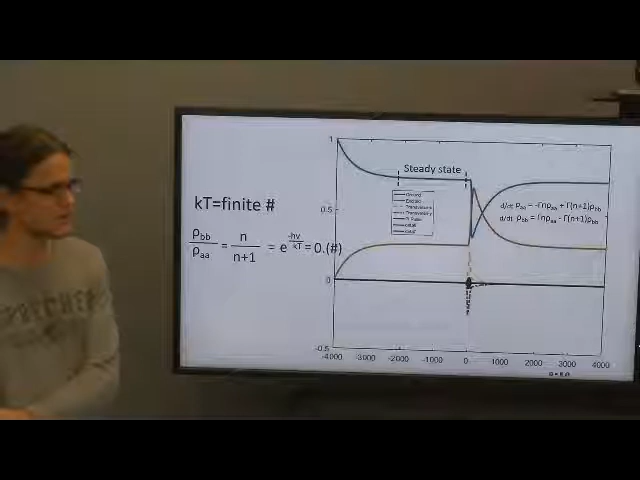 kT=finite #
ρbb/ρaa = n/n+1 = e^-hν/kT = 0.(#)
Steady state
d/dt ρaa = -Γnρaa + Γ(n+1)ρbb
d/dt ρbb = Γnρaa - Γ(n+1)ρbb
1
0.5
0
-0.5
-4000 -3000 -2000 -1000 0 1000 2000 3000 4000